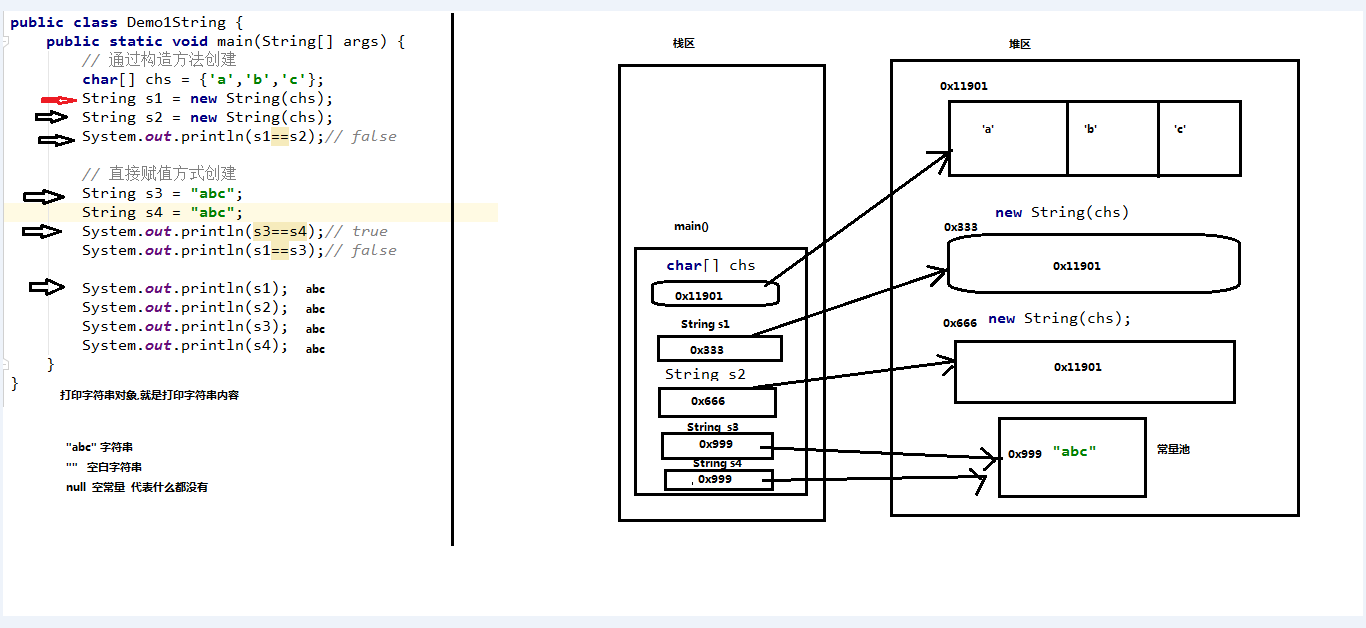 public class Demo1String {
public static void main(String[] args) {
// 通过构造方法创建
char[] chs = {'a','b','c'};
String s1 = new String(chs);
String s2 = new String(chs);
System.out.println(s1==s2);// false
// 直接赋值方式创建
String s3 = "abc";
String s4 = "abc";
System.out.println(s3==s4);// true
System.out.println(s1==s3);// false
System.out.println(s1); abc
System.out.println(s2); abc
System.out.println(s3); abc
System.out.println(s4); abc
}
}
打印字符串对象,就是打印字符串内容
"abc" 字符串
"" 空白字符串
null 空常量 代表什么都没有
栈区
main()
char[] chs
0x11901
String s1
0x333
String s2
0x666
String s3
0x999
String s4
0x999
堆区
0x11901
'a' 'b' 'c'
new String(chs)
0x333
0x11901
0x666 new String(chs);
0x11901
0x999 "abc" 常量池